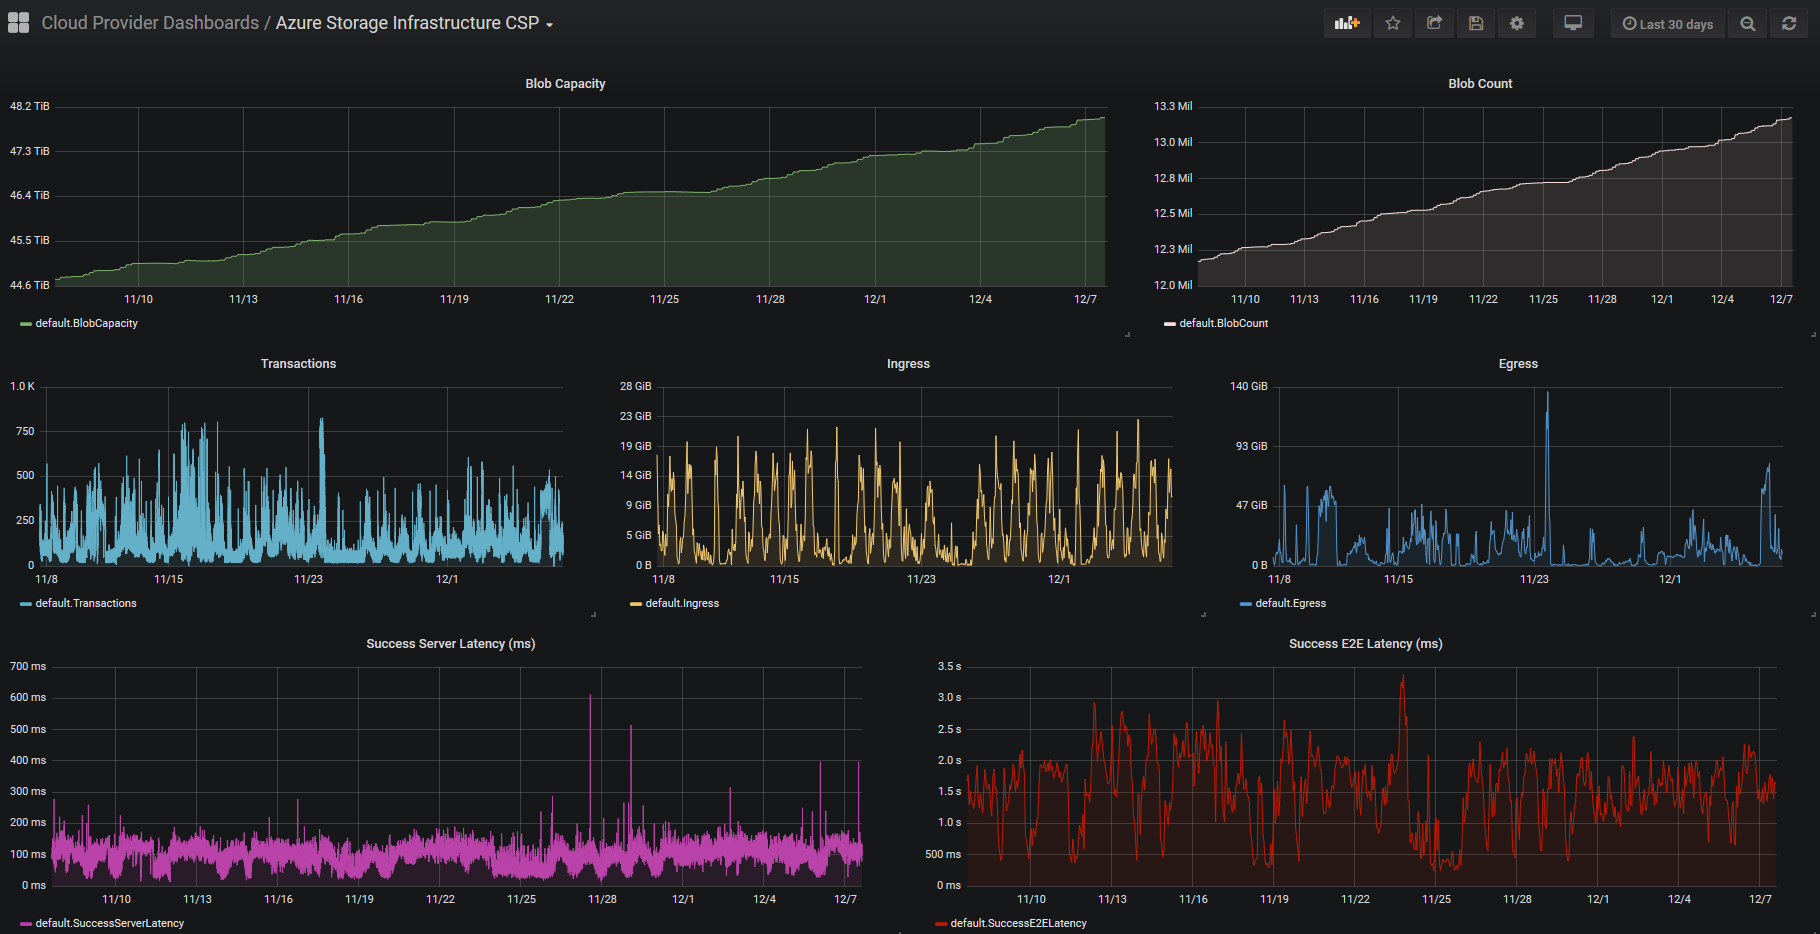 Cloud Provider Dashboards / Azure Storage Infrastructure CSP
Last 30 days
Blob Capacity
48.2 TiB
47.3 TiB
46.4 TiB
45.5 TiB
44.6 TiB
11/10 11/13 11/16 11/19 11/22 11/25 11/28 12/1 12/4 12/7
default.BlobCapacity
Blob Count
13.3 Mil
13.0 Mil
12.8 Mil
12.5 Mil
12.3 Mil
12.0 Mil
11/10 11/13 11/16 11/19 11/22 11/25 11/28 12/1 12/4 12/7
default.BlobCount
Transactions
1.0 K
750
500
250
0
11/8 11/15 11/23 12/1
default.Transactions
Ingress
28 GiB
23 GiB
19 GiB
14 GiB
9 GiB
5 GiB
0 B
11/8 11/15 11/23 12/1
default.Ingress
Egress
140 GiB
93 GiB
47 GiB
0 B
11/8 11/15 11/23 12/1
default.Egress
Success Server Latency (ms)
700 ms
600 ms
500 ms
400 ms
300 ms
200 ms
100 ms
0 ms
11/10 11/13 11/16 11/19 11/22 11/25 11/28 12/1 12/4 12/7
default.SuccessServerLatency
Success E2E Latency (ms)
3.5 s
3.0 s
2.5 s
2.0 s
1.5 s
1.0 s
500 ms
0 ms
11/10 11/13 11/16 11/19 11/22 11/25 11/28 12/1 12/4 12/7
default.SuccessE2ELatency